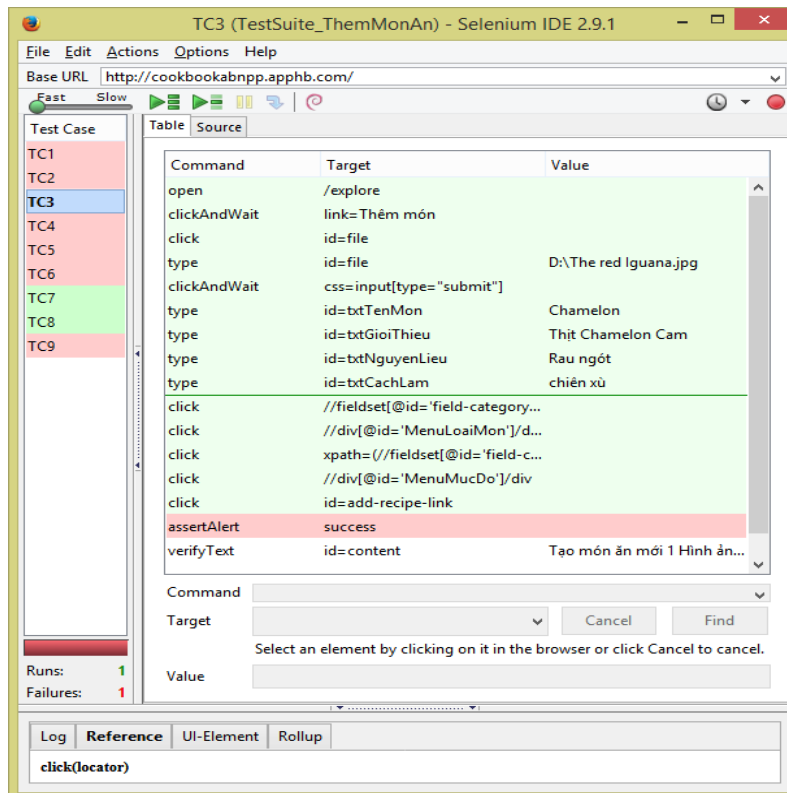 TC3 (TestSuite_ThemMonAn) - Selenium IDE 2.9.1
File Edit Actions Options Help
Base URL http://cookbookabnpp.apphb.com/
Fast Slow
Test Case
TC1
TC2
TC3
TC4
TC5
TC6
TC7
TC8
TC9
Table Source
Command Target Value
open /explore
clickAndWait link=Thêm món
click id=file
type id=file D:\The red Iguana.jpg
clickAndWait css=input[type="submit"]
type id=txtTenMon Chamelon
type id=txtGioiThieu Thịt Chamelon Cam
type id=txtNguyenLieu Rau ngót
type id=txtCachLam chiên xù
click //fieldset[@id='field-category...
click //div[@id='MenuLoaiMon']/d...
click xpath=(//fieldset[@id='field-c...
click //div[@id='MenuMucDo']/div
click id=add-recipe-link
assertAlert success
verifyText id=content Tạo món ăn mới 1 Hình ản...
Command
Target Cancel Find
Select an element by clicking on it in the browser or click Cancel to cancel.
Value
Runs: 1
Failures: 1
Log Reference UI-Element Rollup
click(locator)